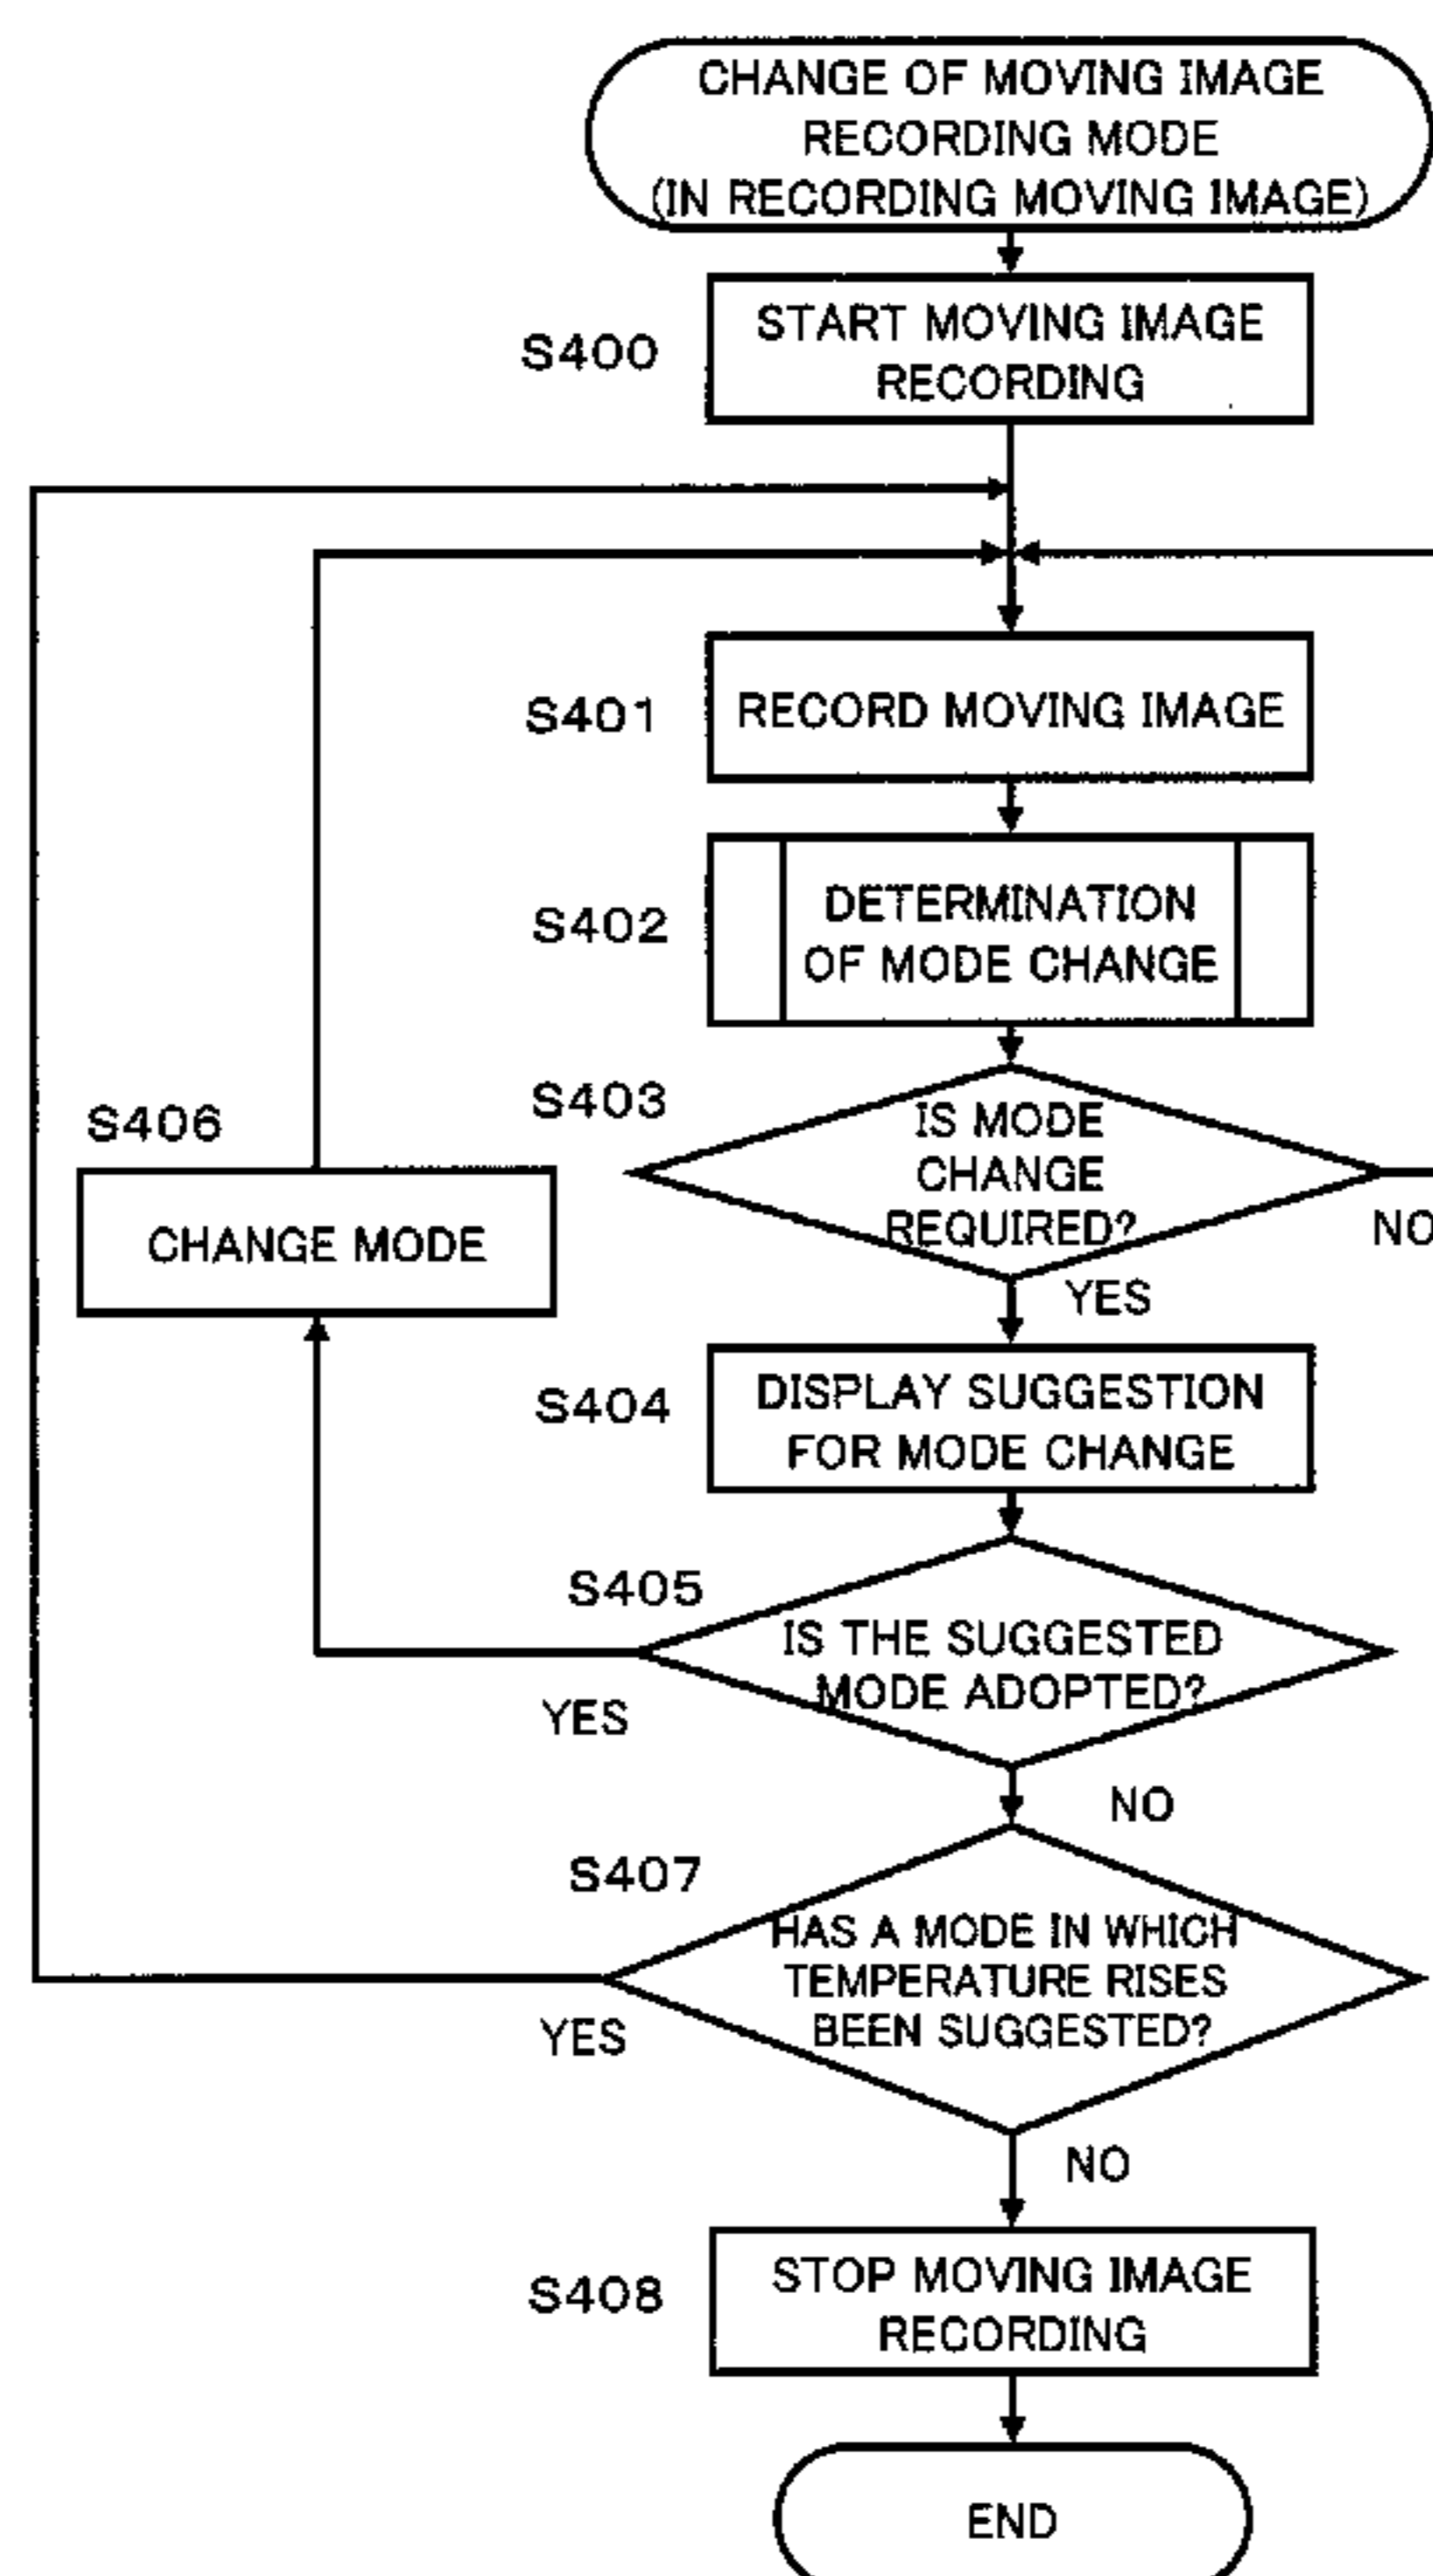 CHANGE OF MOVING IMAGE
RECORDING MODE
(IN RECORDING MOVING IMAGE)
S400
START MOVING IMAGE
RECORDING
S401
RECORD MOVING IMAGE
S402
DETERMINATION
OF MODE CHANGE
S403
IS MODE
CHANGE
REQUIRED?
NO
YES
S406
CHANGE MODE
S404
DISPLAY SUGGESTION
FOR MODE CHANGE
S405
IS THE SUGGESTED
MODE ADOPTED?
YES
NO
S407
HAS A MODE IN WHICH
TEMPERATURE RISES
BEEN SUGGESTED?
YES
NO
S408
STOP MOVING IMAGE
RECORDING
END